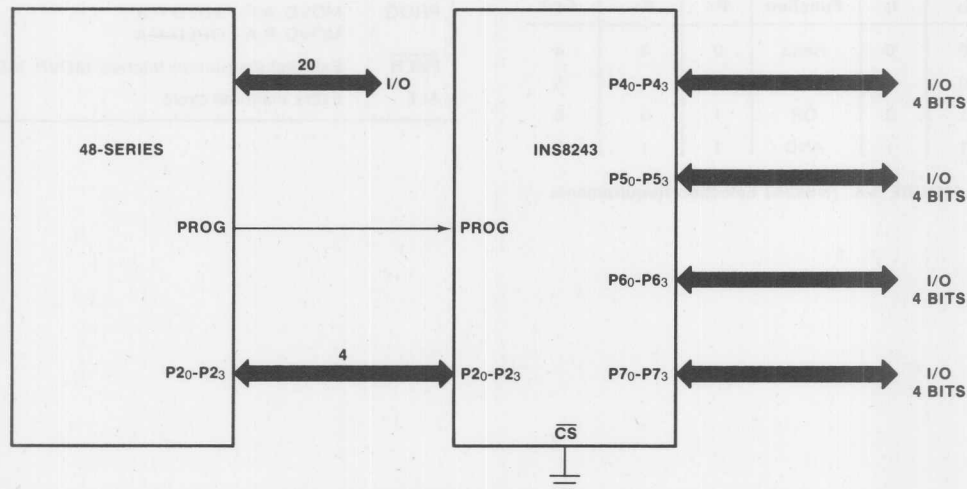 20
I/O
48-SERIES
PROG
P2₀-P2₃
4
INS8243
PROG
P2₀-P2₃
C̅S̅
P4₀-P4₃
I/O
4 BITS
P5₀-P5₃
I/O
4 BITS
P6₀-P6₃
I/O
4 BITS
P7₀-P7₃
I/O
4 BITS